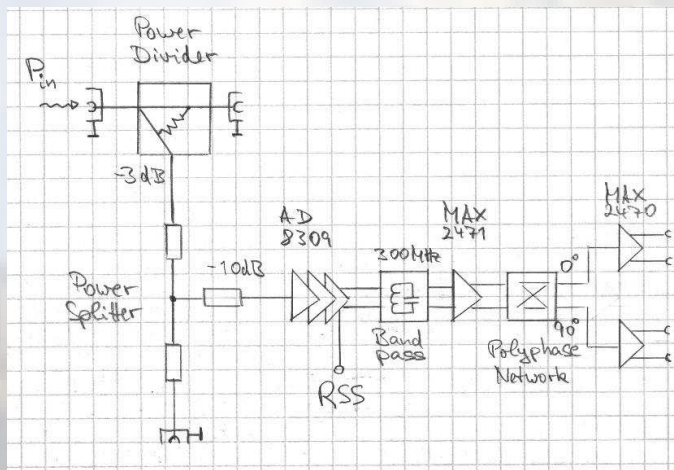 Power
Divider
Pin
-3dB
AD
8309
MAX
2471
MAX
2470
-10dB
300MHz
0°
Power
Splitter
90°
Band
pass
Polyphase
Network
RSS